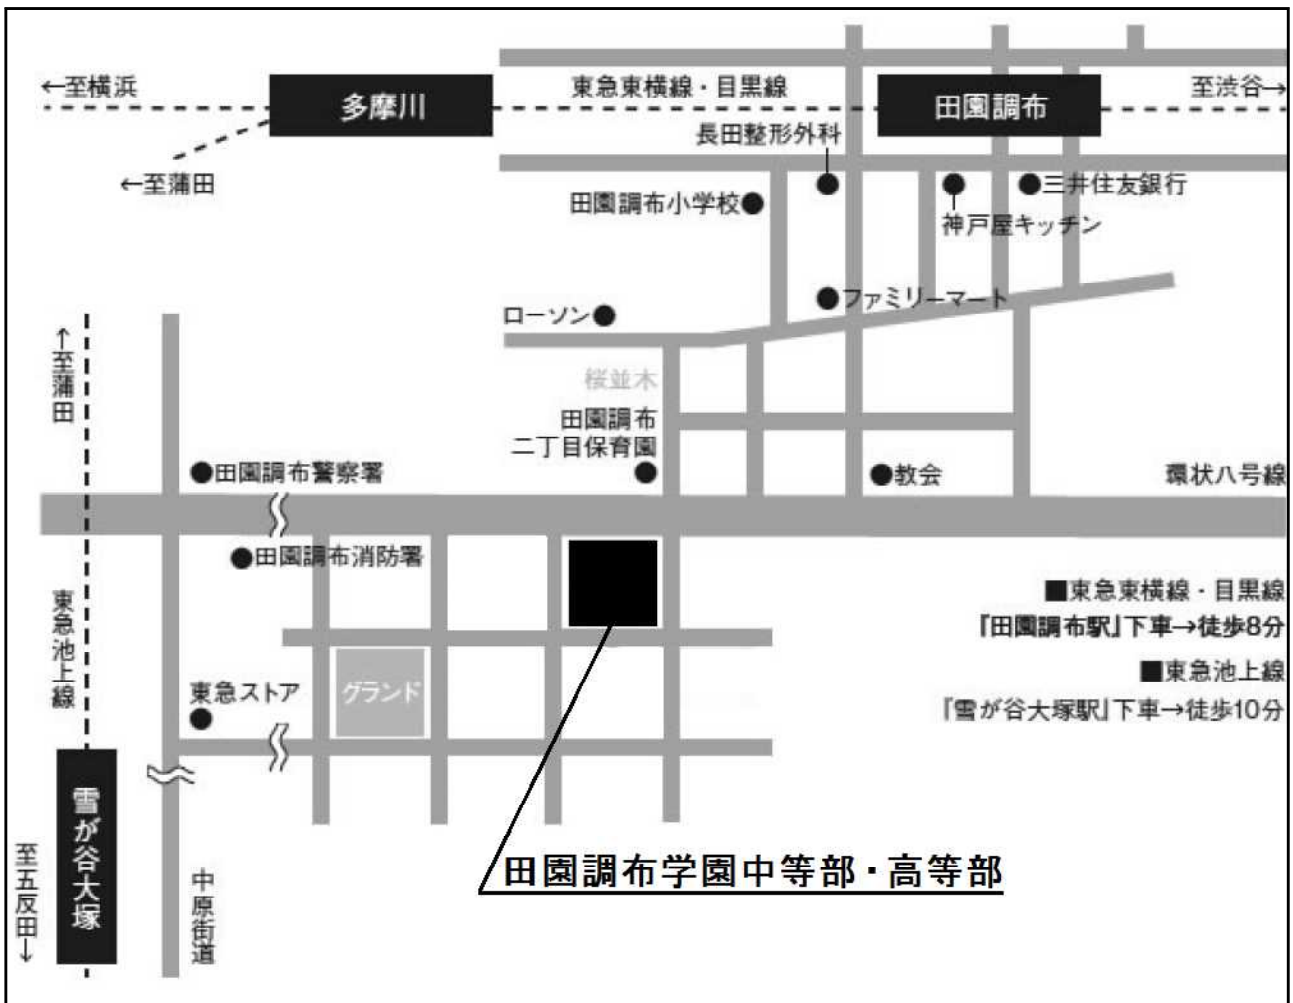 ←至横浜
多摩川
東急東横線・目黒線
田園調布
至渋谷→
←至蒲田
長田整形外科
田園調布小学校
三井住友銀行
神戸屋キッチン
ファミリーマート
ローソン
←至蒲田
桜並木
田園調布
二丁目保育園
田園調布警察署
教会
環状八号線
田園調布消防署
東急池上線
■東急東横線・目黒線
『田園調布駅』下車→徒歩8分
■東急池上線
『雪が谷大塚駅』下車→徒歩10分
東急ストア
グランド
雪が谷大塚
至五反田→
中原街道
田園調布学園中等部・高等部